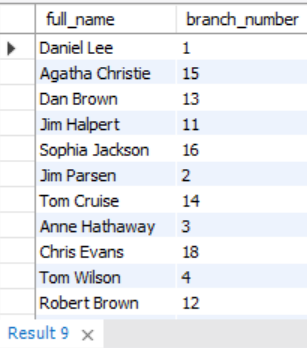 full_name branch_number
Daniel Lee 1
Agatha Christie 15
Dan Brown 13
Jim Halpert 11
Sophia Jackson 16
Jim Parsen 2
Tom Cruise 14
Anne Hathaway 3
Chris Evans 18
Tom Wilson 4
Robert Brown 12
Result 9 ×